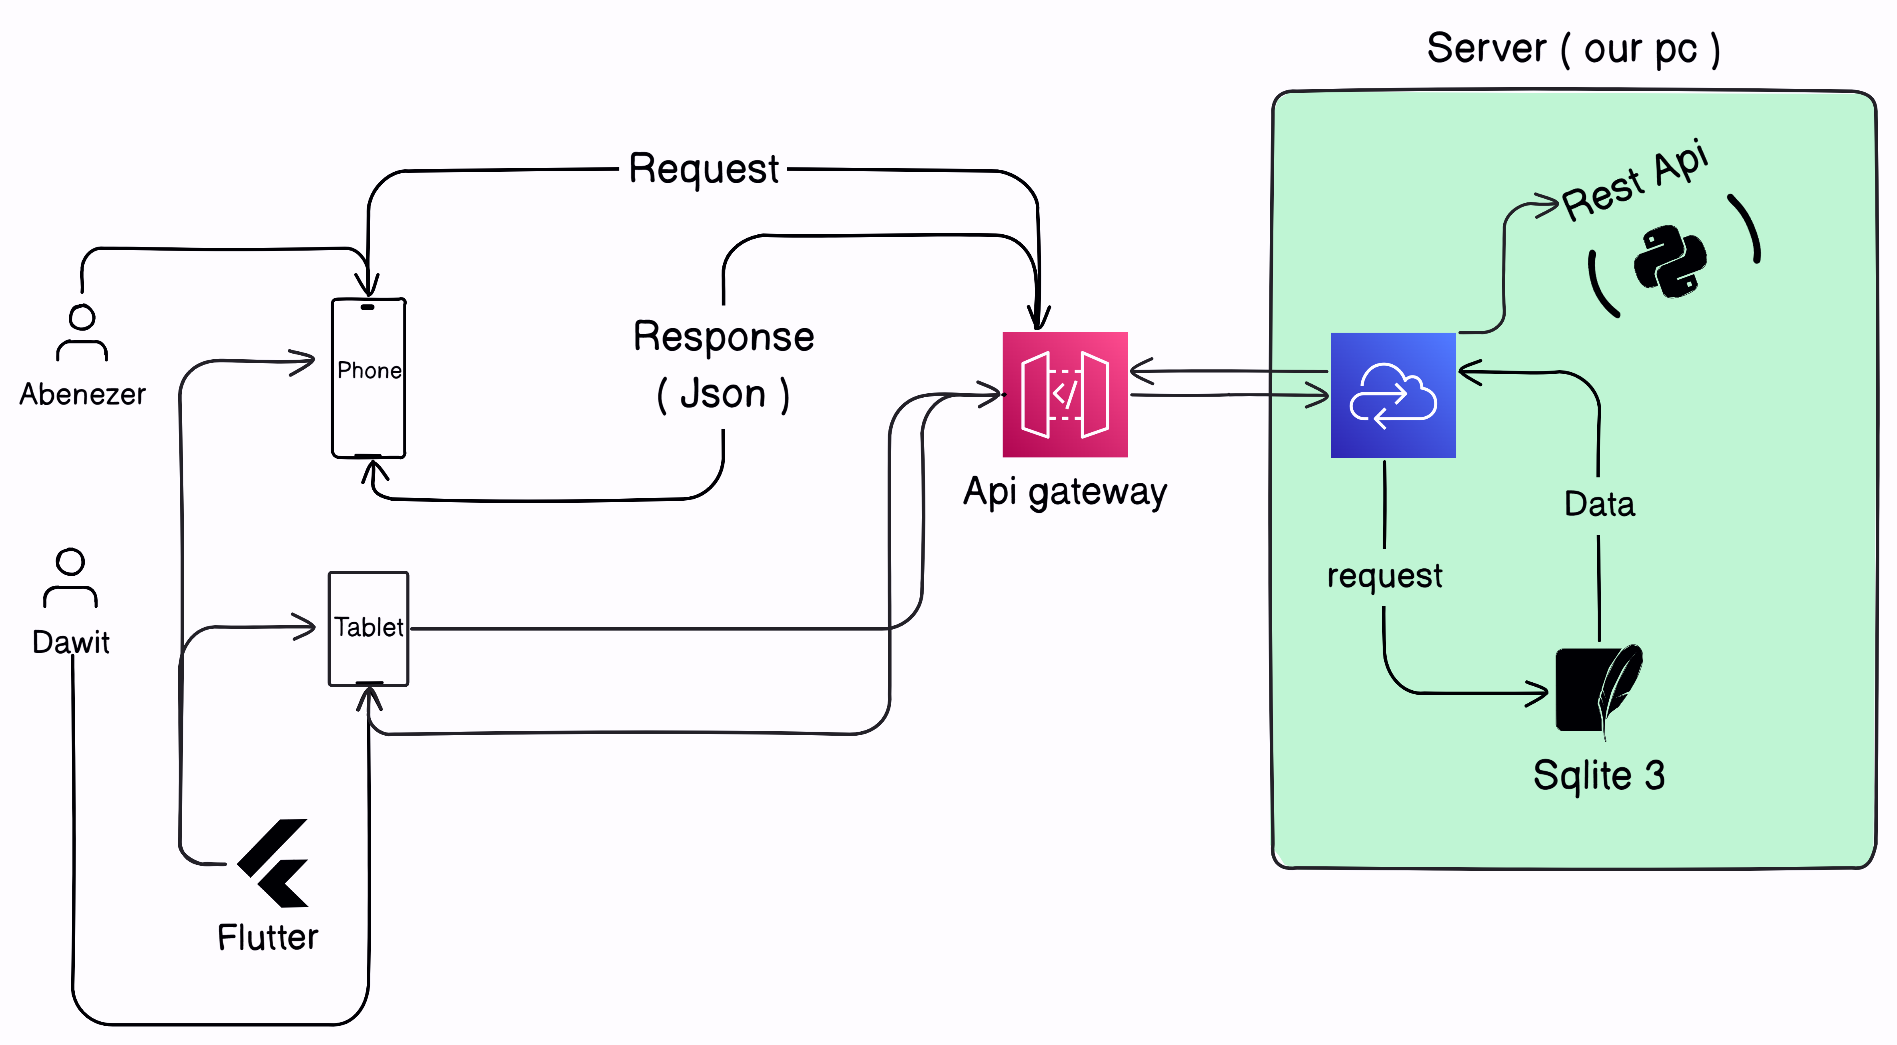 Server ( our pc )
Request
Rest Api
Response
( Json )
Phone
Abenezer
Api gateway
Data
request
Tablet
Dawit
Sqlite 3
Flutter